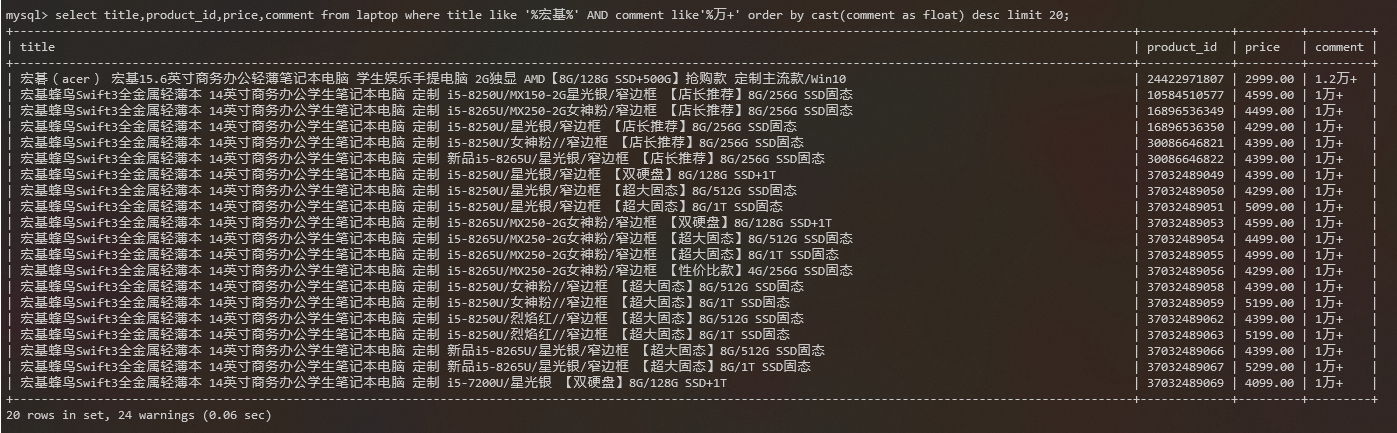 mysql> select title,product_id,price,comment from laptop where title like '%宏基%' AND comment like'%万+' order by cast(comment as float) desc limit 20;
| title | product_id | price | comment |
| 宏碁（acer） 宏基15.6英寸商务办公轻薄笔记本电脑 学生娱乐手提电脑 2G独显 AMD【8G/128G SSD+500G】抢购款 定制主流款/Win10 | 24422971807 | 2999.00 | 1.2万+ |
| 宏基蜂鸟Swift3全金属轻薄本 14英寸商务办公学生笔记本电脑 定制 i5-8250U/MX150-2G星光银/窄边框 【店长推荐】8G/256G SSD固态 | 10584510577 | 4599.00 | 1万+ |
| 宏基蜂鸟Swift3全金属轻薄本 14英寸商务办公学生笔记本电脑 定制 i5-8265U/MX250-2G女神粉/窄边框 【店长推荐】8G/256G SSD固态 | 16896536349 | 4499.00 | 1万+ |
| 宏基蜂鸟Swift3全金属轻薄本 14英寸商务办公学生笔记本电脑 定制 i5-8250U/星光银/窄边框 【店长推荐】8G/256G SSD固态 | 16896536350 | 4299.00 | 1万+ |
| 宏基蜂鸟Swift3全金属轻薄本 14英寸商务办公学生笔记本电脑 定制 i5-8250U/女神粉//窄边框 【店长推荐】8G/256G SSD固态 | 30086646821 | 4399.00 | 1万+ |
| 宏基蜂鸟Swift3全金属轻薄本 14英寸商务办公学生笔记本电脑 定制 新品i5-8265U/星光银/窄边框 【店长推荐】8G/256G SSD固态 | 30086646822 | 4399.00 | 1万+ |
| 宏基蜂鸟Swift3全金属轻薄本 14英寸商务办公学生笔记本电脑 定制 i5-8250U/星光银/窄边框 【双硬盘】8G/128G SSD+1T | 37032489049 | 4399.00 | 1万+ |
| 宏基蜂鸟Swift3全金属轻薄本 14英寸商务办公学生笔记本电脑 定制 i5-8250U/星光银/窄边框 【超大固态】8G/512G SSD固态 | 37032489050 | 4299.00 | 1万+ |
| 宏基蜂鸟Swift3全金属轻薄本 14英寸商务办公学生笔记本电脑 定制 i5-8250U/星光银/窄边框 【超大固态】8G/1T SSD固态 | 37032489051 | 5099.00 | 1万+ |
| 宏基蜂鸟Swift3全金属轻薄本 14英寸商务办公学生笔记本电脑 定制 i5-8265U/MX250-2G女神粉/窄边框 【双硬盘】8G/128G SSD+1T | 37032489053 | 4599.00 | 1万+ |
| 宏基蜂鸟Swift3全金属轻薄本 14英寸商务办公学生笔记本电脑 定制 i5-8265U/MX250-2G女神粉/窄边框 【超大固态】8G/512G SSD固态 | 37032489054 | 4499.00 | 1万+ |
| 宏基蜂鸟Swift3全金属轻薄本 14英寸商务办公学生笔记本电脑 定制 i5-8265U/MX250-2G女神粉/窄边框 【超大固态】8G/1T SSD固态 | 37032489055 | 4999.00 | 1万+ |
| 宏基蜂鸟Swift3全金属轻薄本 14英寸商务办公学生笔记本电脑 定制 i5-8265U/MX250-2G女神粉/窄边框 【性价比款】4G/256G SSD固态 | 37032489056 | 4299.00 | 1万+ |
| 宏基蜂鸟Swift3全金属轻薄本 14英寸商务办公学生笔记本电脑 定制 i5-8250U/女神粉//窄边框 【超大固态】8G/512G SSD固态 | 37032489058 | 4399.00 | 1万+ |
| 宏基蜂鸟Swift3全金属轻薄本 14英寸商务办公学生笔记本电脑 定制 i5-8250U/女神粉//窄边框 【超大固态】8G/1T SSD固态 | 37032489059 | 5199.00 | 1万+ |
| 宏基蜂鸟Swift3全金属轻薄本 14英寸商务办公学生笔记本电脑 定制 i5-8250U/烈焰红//窄边框 【超大固态】8G/512G SSD固态 | 37032489062 | 4399.00 | 1万+ |
| 宏基蜂鸟Swift3全金属轻薄本 14英寸商务办公学生笔记本电脑 定制 i5-8250U/烈焰红//窄边框 【超大固态】8G/1T SSD固态 | 37032489063 | 5199.00 | 1万+ |
| 宏基蜂鸟Swift3全金属轻薄本 14英寸商务办公学生笔记本电脑 定制 新品i5-8265U/星光银/窄边框 【超大固态】8G/512G SSD固态 | 37032489066 | 4399.00 | 1万+ |
| 宏基蜂鸟Swift3全金属轻薄本 14英寸商务办公学生笔记本电脑 定制 新品i5-8265U/星光银/窄边框 【超大固态】8G/1T SSD固态 | 37032489067 | 5299.00 | 1万+ |
| 宏基蜂鸟Swift3全金属轻薄本 14英寸商务办公学生笔记本电脑 定制 i5-7200U/星光银 【双硬盘】8G/128G SSD+1T | 37032489069 | 4099.00 | 1万+ |
20 rows in set, 24 warnings (0.06 sec)